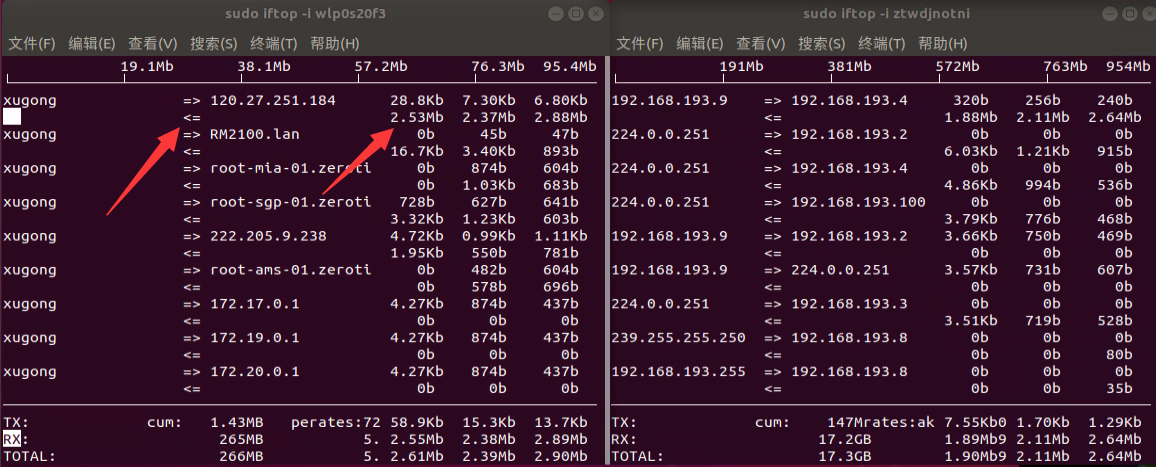 sudo iftop -i wlp0s20f3
文件(F) 编辑(E) 查看(V) 搜索(S) 终端(T) 帮助(H)
19.1Mb 38.1Mb 57.2Mb 76.3Mb 95.4Mb
xugong => 120.27.251.184 28.8Kb 7.30Kb 6.80Kb
<= 2.53Mb 2.37Mb 2.88Mb
xugong => RM2100.lan 0b 45b 47b
<= 16.7Kb 3.40Kb 893b
xugong => root-mia-01.zeroti 0b 874b 604b
<= 0b 1.03Kb 683b
xugong => root-sgp-01.zeroti 728b 627b 641b
<= 3.32Kb 1.23Kb 603b
xugong => 222.205.9.238 4.72Kb 0.99Kb 1.11Kb
<= 1.95Kb 550b 781b
xugong => root-ams-01.zeroti 0b 482b 604b
<= 0b 578b 696b
xugong => 172.17.0.1 4.27Kb 874b 437b
<= 0b 0b 0b
xugong => 172.19.0.1 4.27Kb 874b 437b
<= 0b 0b 0b
xugong => 172.20.0.1 4.27Kb 874b 437b
<= 0b 0b 0b
TX: cum: 1.43MB perates:72 58.9Kb 15.3Kb 13.7Kb
RX: 265MB 5. 2.55Mb 2.38Mb 2.89Mb
TOTAL: 266MB 5. 2.61Mb 2.39Mb 2.90Mb
sudo iftop -i ztwdjnotni
文件(F) 编辑(E) 查看(V) 搜索(S) 终端(T) 帮助(H)
191Mb 381Mb 572Mb 763Mb 954Mb
192.168.193.9 => 192.168.193.4 320b 256b 240b
<= 1.88Mb 2.11Mb 2.64Mb
224.0.0.251 => 192.168.193.2 0b 0b 0b
<= 6.03Kb 1.21Kb 915b
224.0.0.251 => 192.168.193.4 0b 0b 0b
<= 4.86Kb 994b 536b
224.0.0.251 => 192.168.193.100 0b 0b 0b
<= 3.79Kb 776b 468b
192.168.193.9 => 192.168.193.2 3.66Kb 750b 469b
<= 0b 0b 0b
192.168.193.9 => 224.0.0.251 3.57Kb 731b 607b
<= 0b 0b 0b
224.0.0.251 => 192.168.193.3 0b 0b 0b
<= 3.51Kb 719b 528b
239.255.255.250 => 192.168.193.8 0b 0b 0b
<= 0b 0b 80b
192.168.193.255 => 192.168.193.8 0b 0b 0b
<= 0b 0b 35b
TX: cum: 147Mrates:ak 7.55Kb0 1.70Kb 1.29Kb
RX: 17.2GB 1.89Mb9 2.11Mb 2.64Mb
TOTAL: 17.3GB 1.90Mb9 2.11Mb 2.64Mb